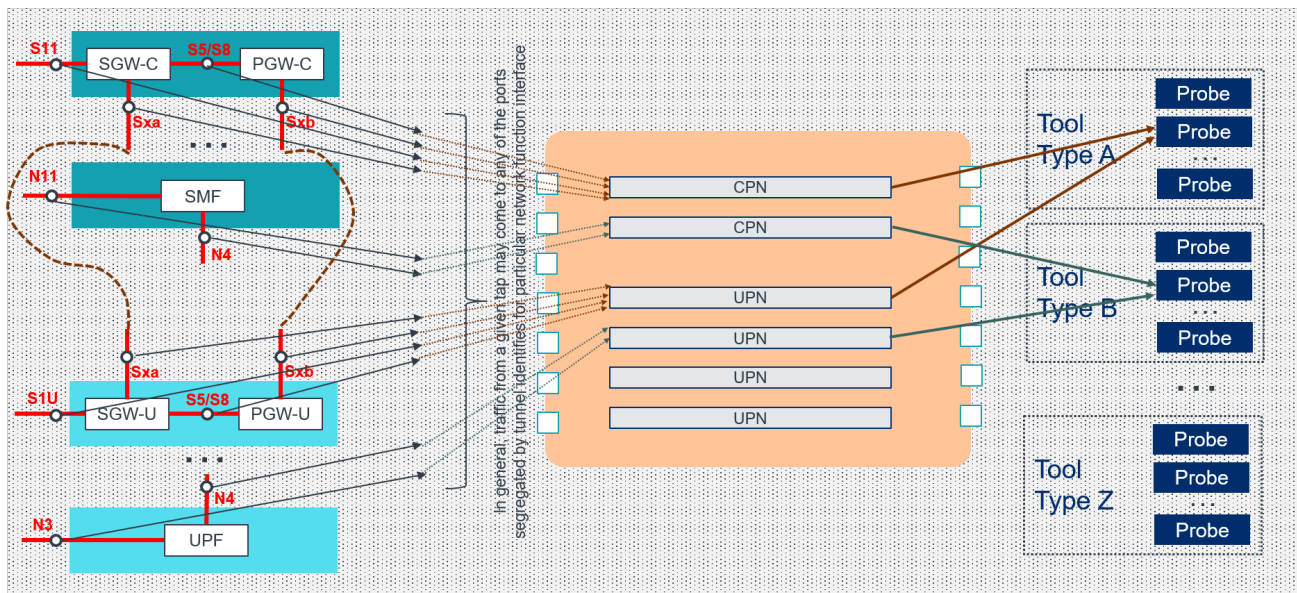 S11
S5/S8
SGW-C
PGW-C
Sxa
Sxb
...
N11
SMF
N4
Sxa
Sxb
S1U
S5/S8
SGW-U
PGW-U
...
N4
N3
UPF
In general, traffic from a given tap may come to any of the ports
segregated by tunnel identifies for particular network function interface
CPN
CPN
UPN
UPN
UPN
UPN
Tool
Type A
Probe
Probe
...
Probe
Tool
Type B
Probe
Probe
...
Probe
...
Tool
Type Z
Probe
Probe
...
Probe